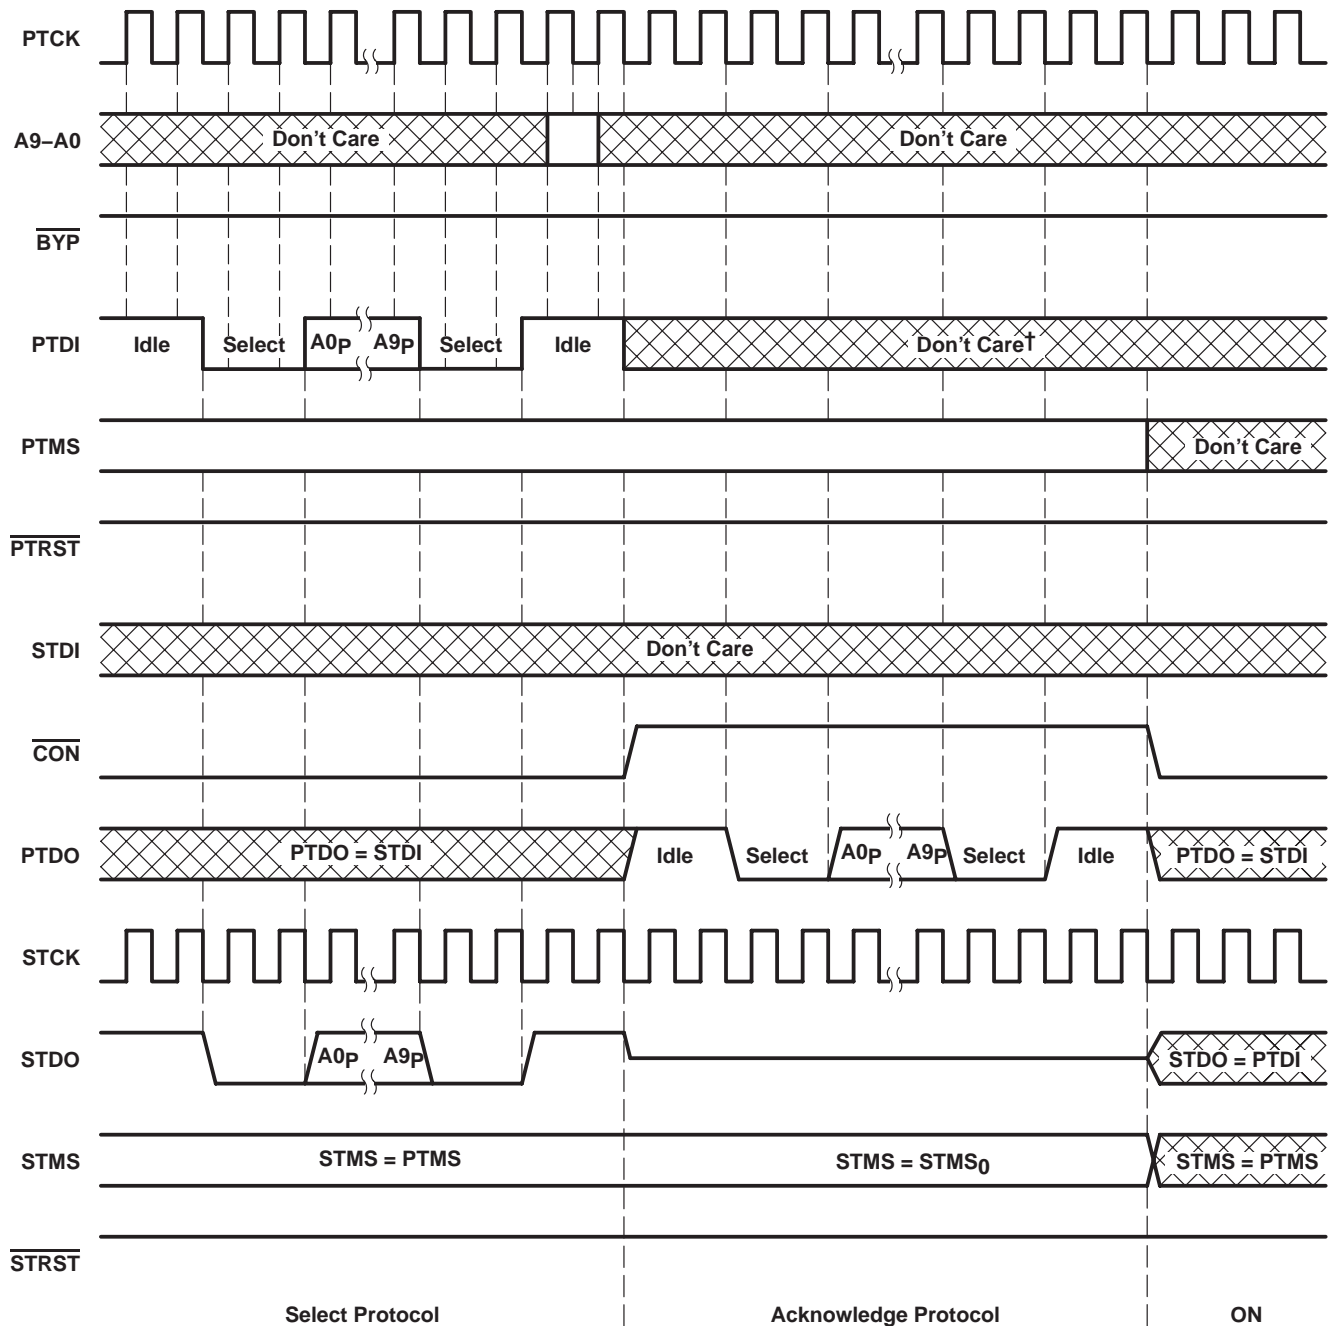 PTCK
A9–A0 Don't Care Don't Care
BYP
PTDI Idle Select A0P A9P Select Idle Don't Care†
PTMS Don't Care
PTRST
STDI Don't Care
CON
PTDO PTDO = STDI Idle Select A0P A9P Select Idle PTDO = STDI
STCK
STDO A0P A9P STDO = PTDI
STMS STMS = PTMS STMS = STMS0 STMS = PTMS
STRST
Select Protocol Acknowledge Protocol ON